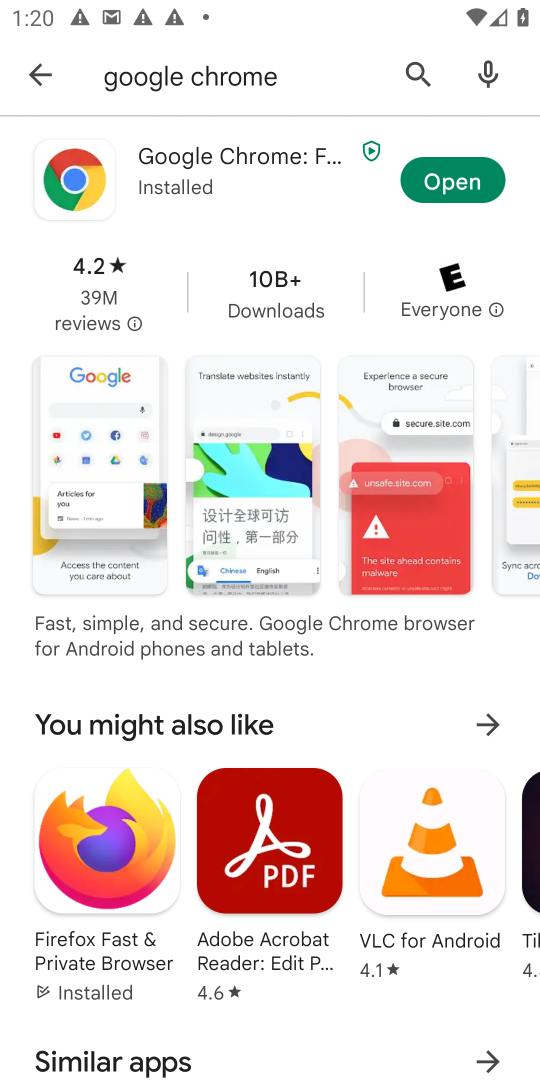 1:20
google chrome
Google Chrome: F...
Installed
Open
4.2★
39M
reviews
10B+
Downloads
E
Everyone
Google
Articles for
you
Access the content
you care about
Translate websites instantly
design.google
设计全球可访
问性，第一部分
Chinese English
Experience a secure
browser
secure.site.com
unsafe.site.com
The site ahead contains
malware
Sync acro
Fast, simple, and secure. Google Chrome browser
for Android phones and tablets.
You might also like
PDF
Firefox Fast &
Private Browser
Installed
Adobe Acrobat
Reader: Edit P...
4.6★
VLC for Android
4.1★
Til
4.
Similar apps